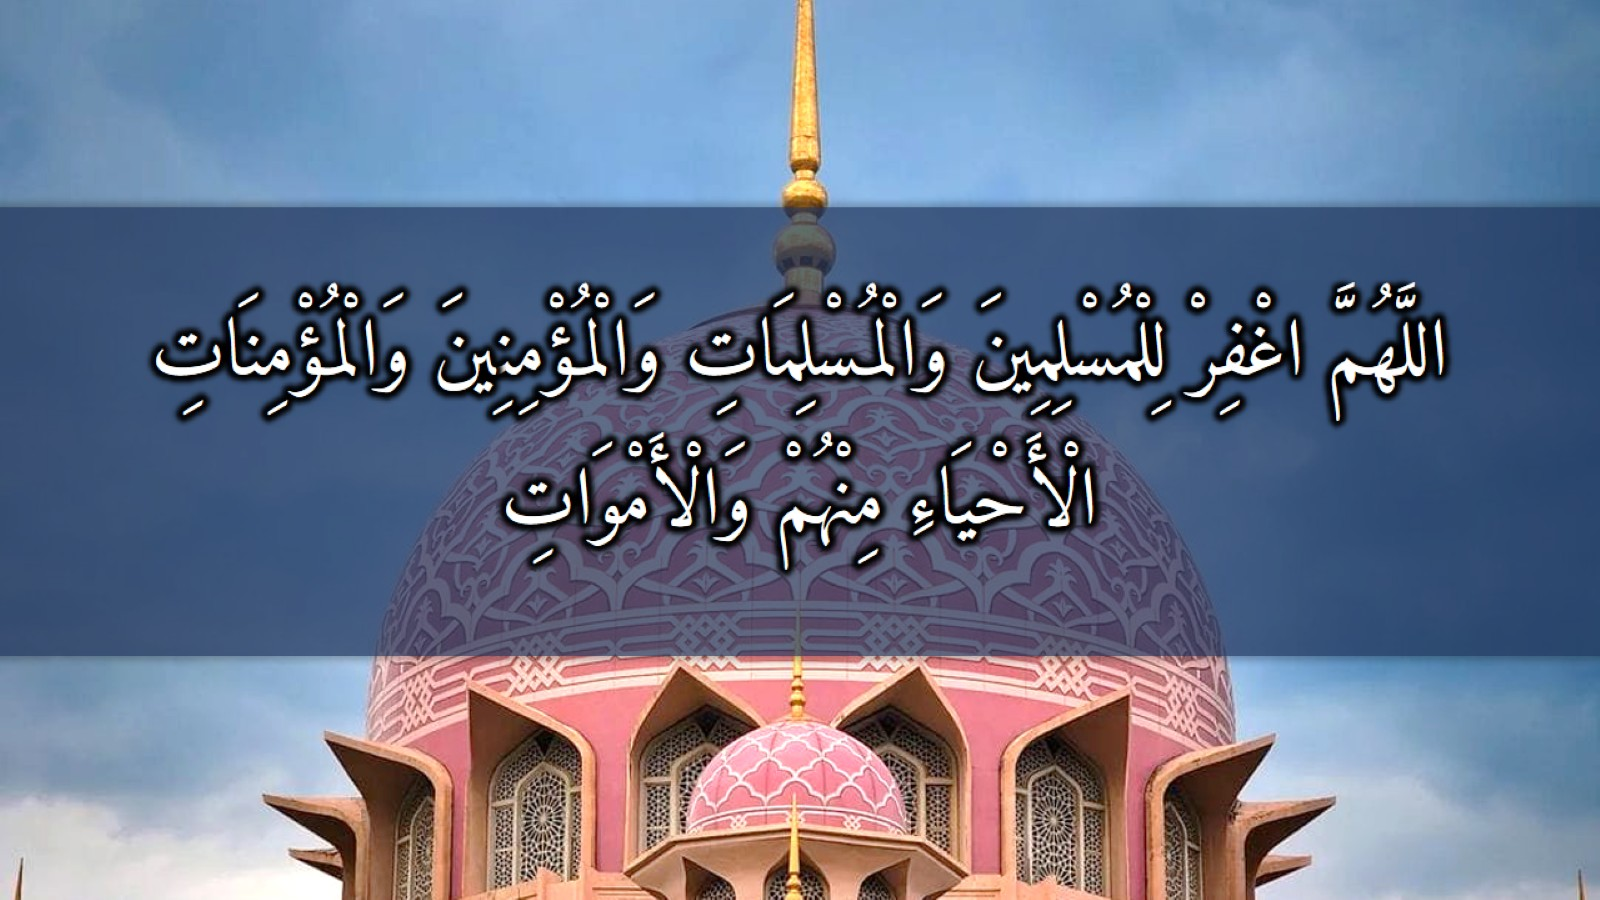 اللَّهُمَّ اغْفِرْ لِلْمُسْلِمِينَ وَالْمُسْلِمَاتِ وَالْمُؤْمِنِينَ وَالْمُؤْمِنَاتِ
الْأَحْيَاءِ مِنْهُمْ وَالْأَمْوَاتِ